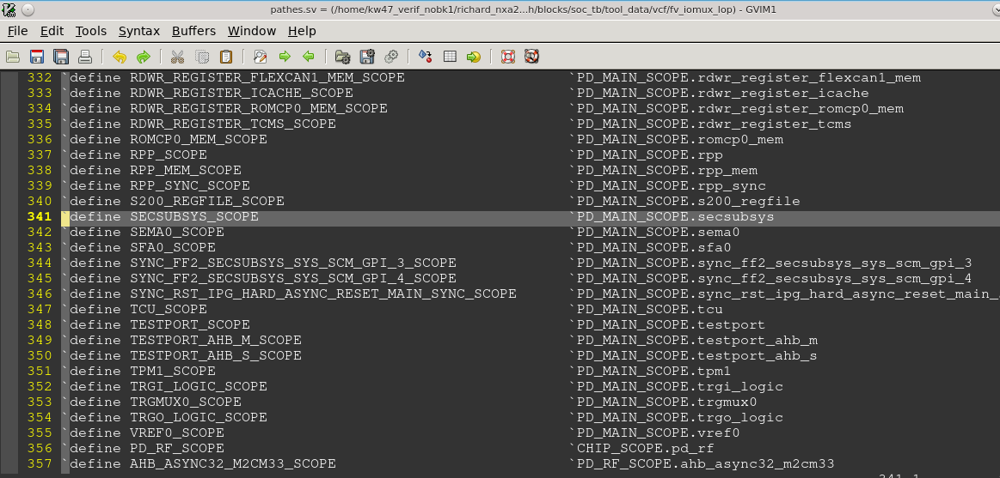 pathes.sv = (/home/kw47_verif_nobk1/richard_nxa2...h/blocks/soc_tb/tool_data/vcf/fv_iomux_lop) - GVIM1
File Edit Tools Syntax Buffers Window Help
332 `define RDWR_REGISTER_FLEXCAN1_MEM_SCOPE `PD_MAIN_SCOPE.rdwr_register_flexcan1_mem
333 `define RDWR_REGISTER_ICACHE_SCOPE `PD_MAIN_SCOPE.rdwr_register_icache
334 `define RDWR_REGISTER_ROMCP0_MEM_SCOPE `PD_MAIN_SCOPE.rdwr_register_romcp0_mem
335 `define RDWR_REGISTER_TCMS_SCOPE `PD_MAIN_SCOPE.rdwr_register_tcms
336 `define ROMCP0_MEM_SCOPE `PD_MAIN_SCOPE.romcp0_mem
337 `define RPP_SCOPE `PD_MAIN_SCOPE.rpp
338 `define RPP_MEM_SCOPE `PD_MAIN_SCOPE.rpp_mem
339 `define RPP_SYNC_SCOPE `PD_MAIN_SCOPE.rpp_sync
340 `define S200_REGFILE_SCOPE `PD_MAIN_SCOPE.s200_regfile
341 `define SECSUBSYS_SCOPE `PD_MAIN_SCOPE.secsubsys
342 `define SEMA0_SCOPE `PD_MAIN_SCOPE.sema0
343 `define SFA0_SCOPE `PD_MAIN_SCOPE.sfa0
344 `define SYNC_FF2_SECSUBSYS_SYS_SCM_GPI_3_SCOPE `PD_MAIN_SCOPE.sync_ff2_secsubsys_sys_scm_gpi_3
345 `define SYNC_FF2_SECSUBSYS_SYS_SCM_GPI_4_SCOPE `PD_MAIN_SCOPE.sync_ff2_secsubsys_sys_scm_gpi_4
346 `define SYNC_RST_IPG_HARD_ASYNC_RESET_MAIN_SYNC_SCOPE `PD_MAIN_SCOPE.sync_rst_ipg_hard_async_reset_main_
347 `define TCU_SCOPE `PD_MAIN_SCOPE.tcu
348 `define TESTPORT_SCOPE `PD_MAIN_SCOPE.testport
349 `define TESTPORT_AHB_M_SCOPE `PD_MAIN_SCOPE.testport_ahb_m
350 `define TESTPORT_AHB_S_SCOPE `PD_MAIN_SCOPE.testport_ahb_s
351 `define TPM1_SCOPE `PD_MAIN_SCOPE.tpm1
352 `define TRGI_LOGIC_SCOPE `PD_MAIN_SCOPE.trgi_logic
353 `define TRGMUX0_SCOPE `PD_MAIN_SCOPE.trgmux0
354 `define TRGO_LOGIC_SCOPE `PD_MAIN_SCOPE.trgo_logic
355 `define VREF0_SCOPE `PD_MAIN_SCOPE.vref0
356 `define PD_RF_SCOPE `CHIP_SCOPE.pd_rf
357 `define AHB_ASYNC32_M2CM33_SCOPE `PD_RF_SCOPE.ahb_async32_m2cm33